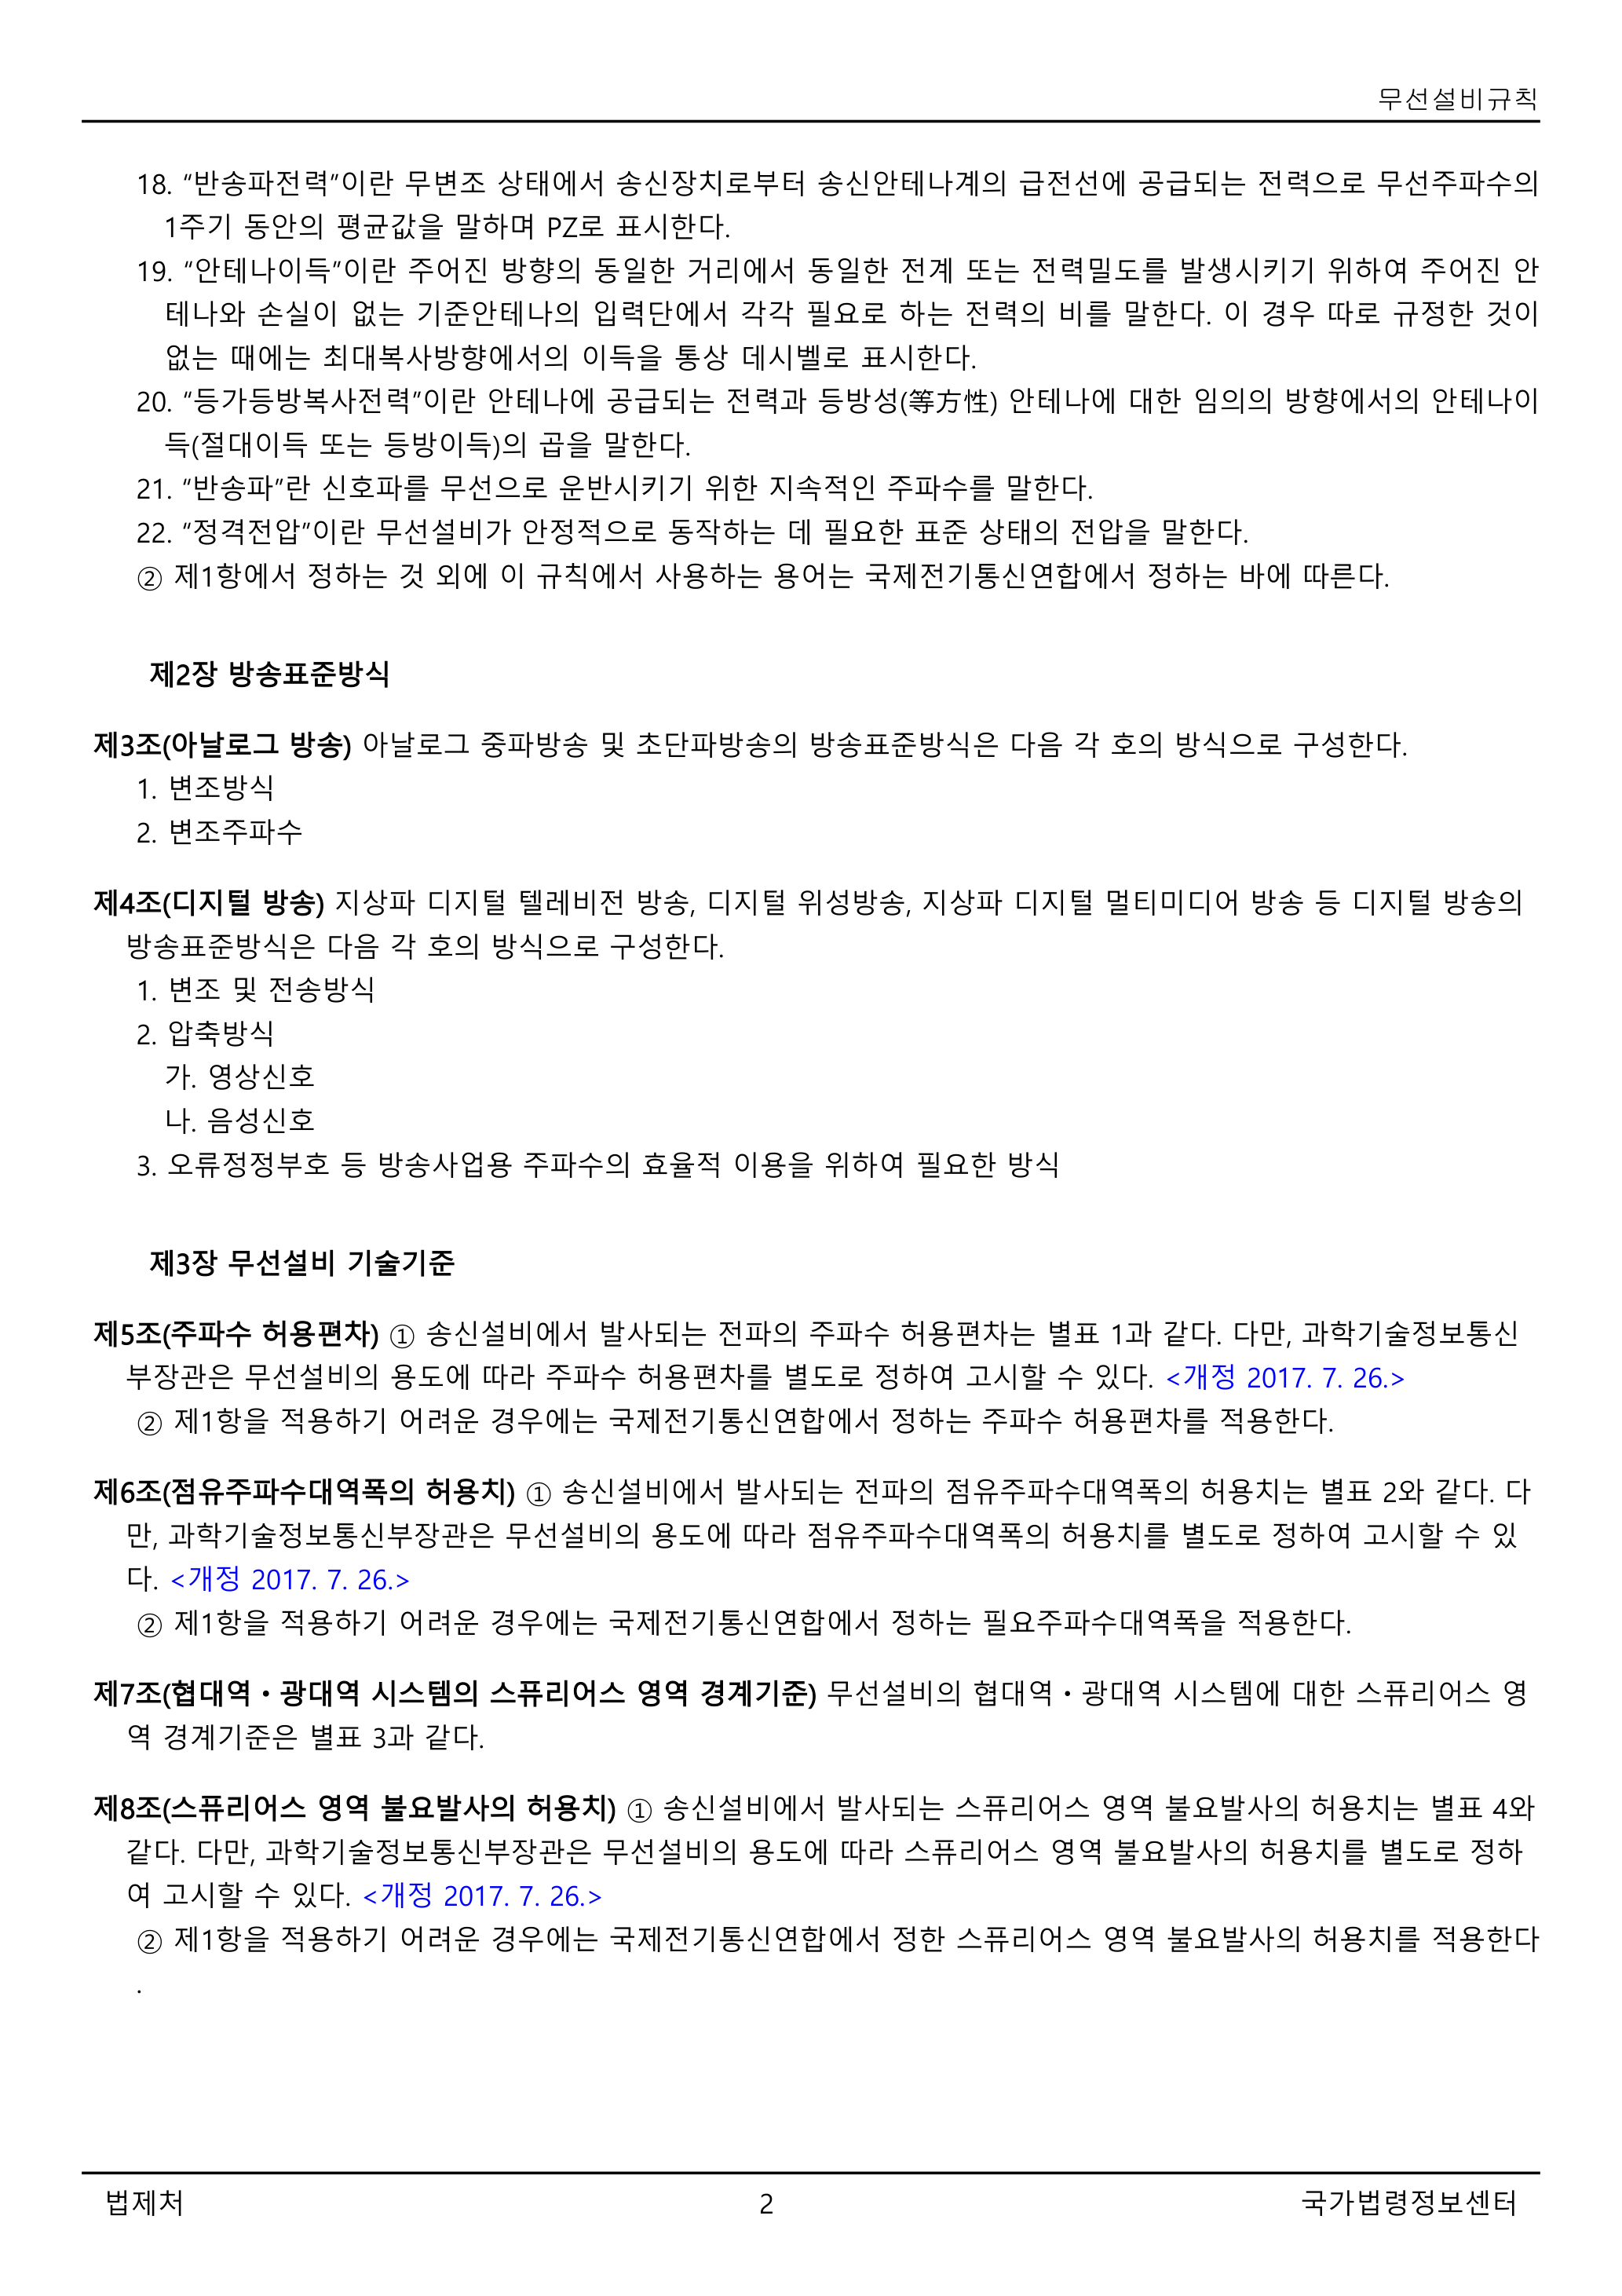 무선설비규칙
18. “반송파전력”이란 무변조 상태에서 송신장치로부터 송신안테나계의 급전선에 공급되는 전력으로 무선주파수의
1주기 동안의 평균값을 말하며 PZ로 표시한다.
19. “안테나이득”이란 주어진 방향의 동일한 거리에서 동일한 전계 또는 전력밀도를 발생시키기 위하여 주어진 안
테나와 손실이 없는 기준안테나의 입력단에서 각각 필요로 하는 전력의 비를 말한다. 이 경우 따로 규정한 것이
없는 때에는 최대복사방향에서의 이득을 통상 데시벨로 표시한다.
20. “등가등방복사전력”이란 안테나에 공급되는 전력과 등방성(等方性) 안테나에 대한 임의의 방향에서의 안테나이
득(절대이득 또는 등방이득)의 곱을 말한다.
21. “반송파”란 신호파를 무선으로 운반시키기 위한 지속적인 주파수를 말한다.
22. “정격전압”이란 무선설비가 안정적으로 동작하는 데 필요한 표준 상태의 전압을 말한다.
② 제1항에서 정하는 것 외에 이 규칙에서 사용하는 용어는 국제전기통신연합에서 정하는 바에 따른다.
제2장 방송표준방식
제3조(아날로그 방송) 아날로그 중파방송 및 초단파방송의 방송표준방식은 다음 각 호의 방식으로 구성한다.
1. 변조방식
2. 변조주파수
제4조(디지털 방송) 지상파 디지털 텔레비전 방송, 디지털 위성방송, 지상파 디지털 멀티미디어 방송 등 디지털 방송의
방송표준방식은 다음 각 호의 방식으로 구성한다.
1. 변조 및 전송방식
2. 압축방식
가. 영상신호
나. 음성신호
3. 오류정정부호 등 방송사업용 주파수의 효율적 이용을 위하여 필요한 방식
제3장 무선설비 기술기준
제5조(주파수 허용편차) ① 송신설비에서 발사되는 전파의 주파수 허용편차는 별표 1과 같다. 다만, 과학기술정보통신
부장관은 무선설비의 용도에 따라 주파수 허용편차를 별도로 정하여 고시할 수 있다. <개정 2017. 7. 26.>
② 제1항을 적용하기 어려운 경우에는 국제전기통신연합에서 정하는 주파수 허용편차를 적용한다.
제6조(점유주파수대역폭의 허용치) ① 송신설비에서 발사되는 전파의 점유주파수대역폭의 허용치는 별표 2와 같다. 다
만, 과학기술정보통신부장관은 무선설비의 용도에 따라 점유주파수대역폭의 허용치를 별도로 정하여 고시할 수 있
다. <개정 2017. 7. 26.>
② 제1항을 적용하기 어려운 경우에는 국제전기통신연합에서 정하는 필요주파수대역폭을 적용한다.
제7조(협대역ㆍ광대역 시스템의 스퓨리어스 영역 경계기준) 무선설비의 협대역ㆍ광대역 시스템에 대한 스퓨리어스 영
역 경계기준은 별표 3과 같다.
제8조(스퓨리어스 영역 불요발사의 허용치) ① 송신설비에서 발사되는 스퓨리어스 영역 불요발사의 허용치는 별표 4와
같다. 다만, 과학기술정보통신부장관은 무선설비의 용도에 따라 스퓨리어스 영역 불요발사의 허용치를 별도로 정하
여 고시할 수 있다. <개정 2017. 7. 26.>
② 제1항을 적용하기 어려운 경우에는 국제전기통신연합에서 정한 스퓨리어스 영역 불요발사의 허용치를 적용한다
.
법제처 2 국가법령정보센터